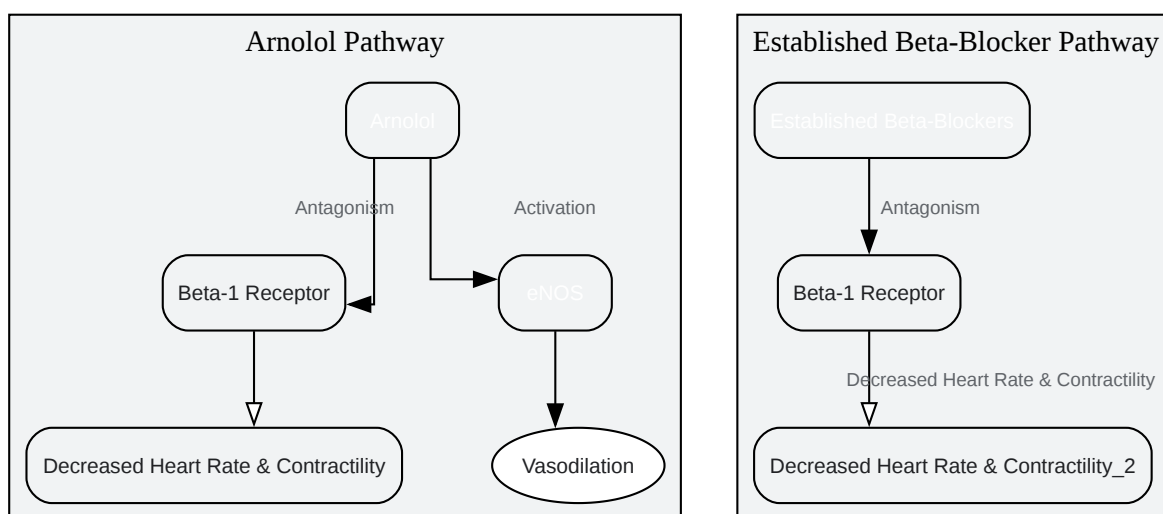 Arnolol Pathway
Arnolol
Antagonism
Activation
Beta-1 Receptor
eNOS
Decreased Heart Rate & Contractility
Vasodilation
Established Beta-Blocker Pathway
Established Beta-Blockers
Antagonism
Beta-1 Receptor
Decreased Heart Rate & Contractility
Decreased Heart Rate & Contractility_2